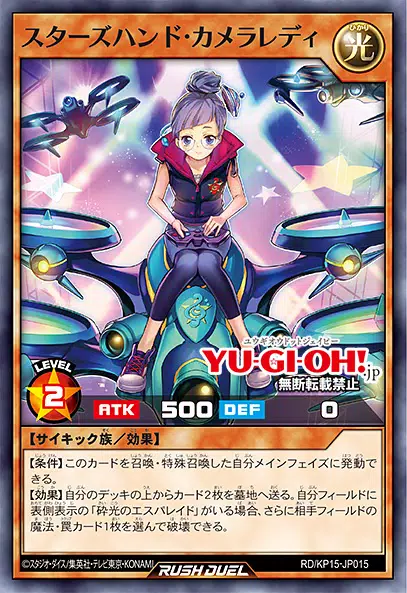 スターズハンド・カメラレディ
ひかり
光
ユウギオウドットジェイピー
YU-GI-OH!.jp
無断転載禁止
LEVEL
2
ATK 500 DEF 0
【サイキック族／効果】
【条件】このカードを召喚・特殊召喚した自分メインフェイズに発動で
きる。
【効果】自分のデッキの上からカード2枚を墓地へ送る。自分フィールドに
表側表示の「砕光のエスパレイド」がいる場合、さらに相手フィールドの
魔法・罠カード1枚を選んで破壊できる。
©スタジオ・ダイス/集英社・テレビ東京・KONAMI
RUSH DUEL
RD/KP15-JP015